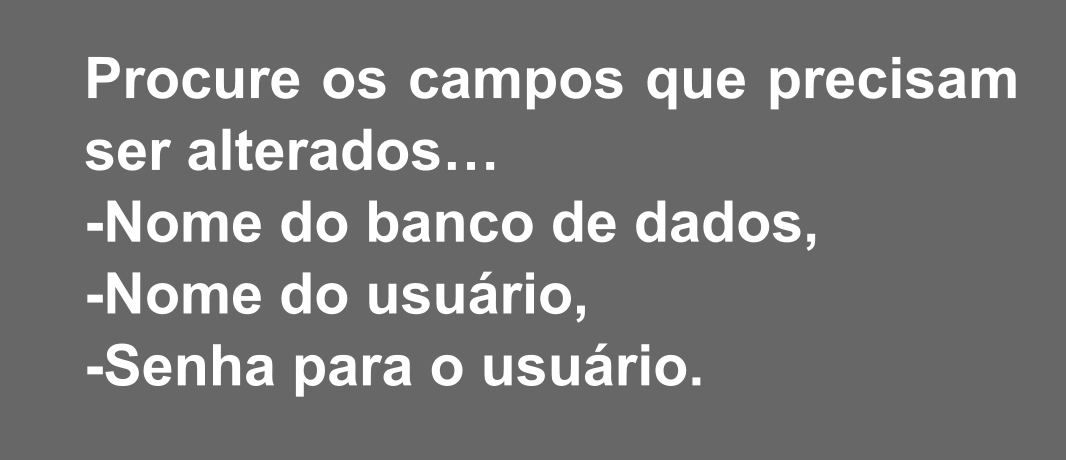 Procure os campos que precisam
ser alterados…
-Nome do banco de dados,
-Nome do usuário,
-Senha para o usuário.